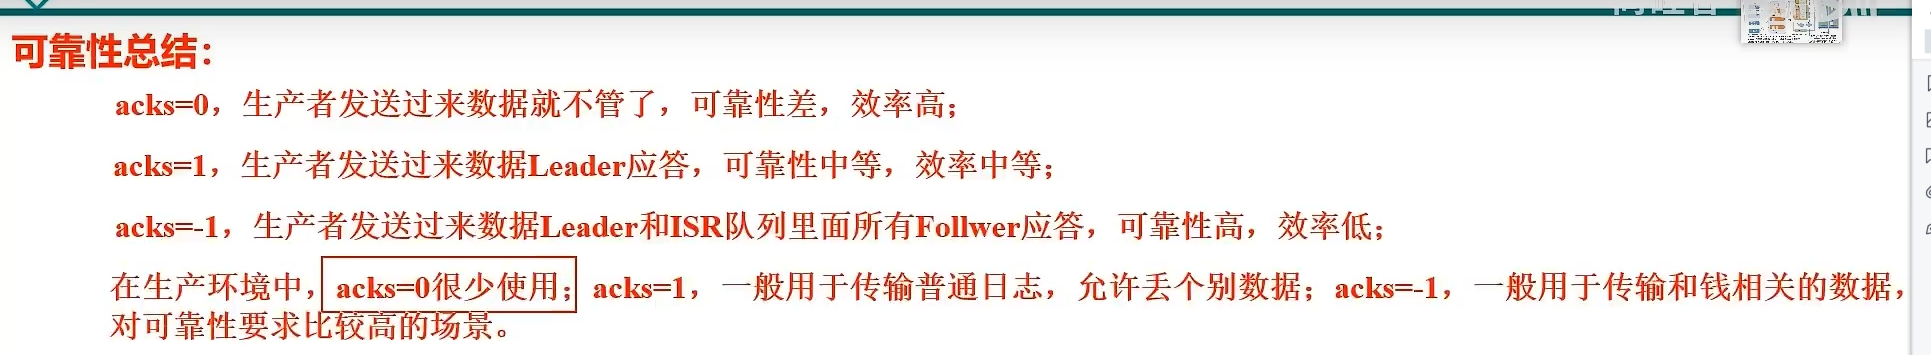 可靠性总结：
acks=0，生产者发送过来数据就不管了，可靠性差，效率高；
acks=1，生产者发送过来数据Leader应答，可靠性中等，效率中等；
acks=-1，生产者发送过来数据Leader和ISR队列里面所有Follwer应答，可靠性高，效率低；
在生产环境中，acks=0很少使用；acks=1，一般用于传输普通日志，允许丢个别数据；acks=-1，一般用于传输和钱相关的数据，
对可靠性要求比较高的场景。